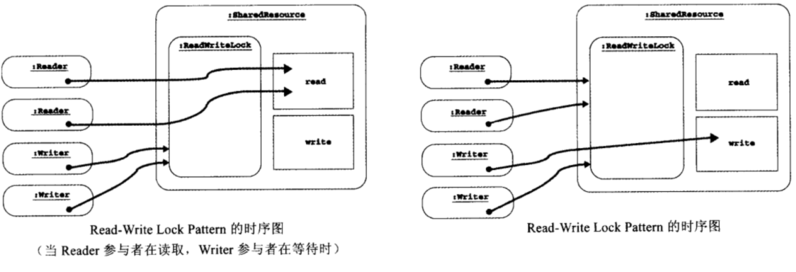 :SharedResource
:ReadWriteLock
:Reader
read
:Reader
:Writer
write
:Writer
Read-Write Lock Pattern 的时序图
（当 Reader 参与者在读取，Writer 参与者在等待时）
:SharedResource
:ReadWriteLock
:Reader
read
:Reader
:Writer
write
:Writer
Read-Write Lock Pattern 的时序图